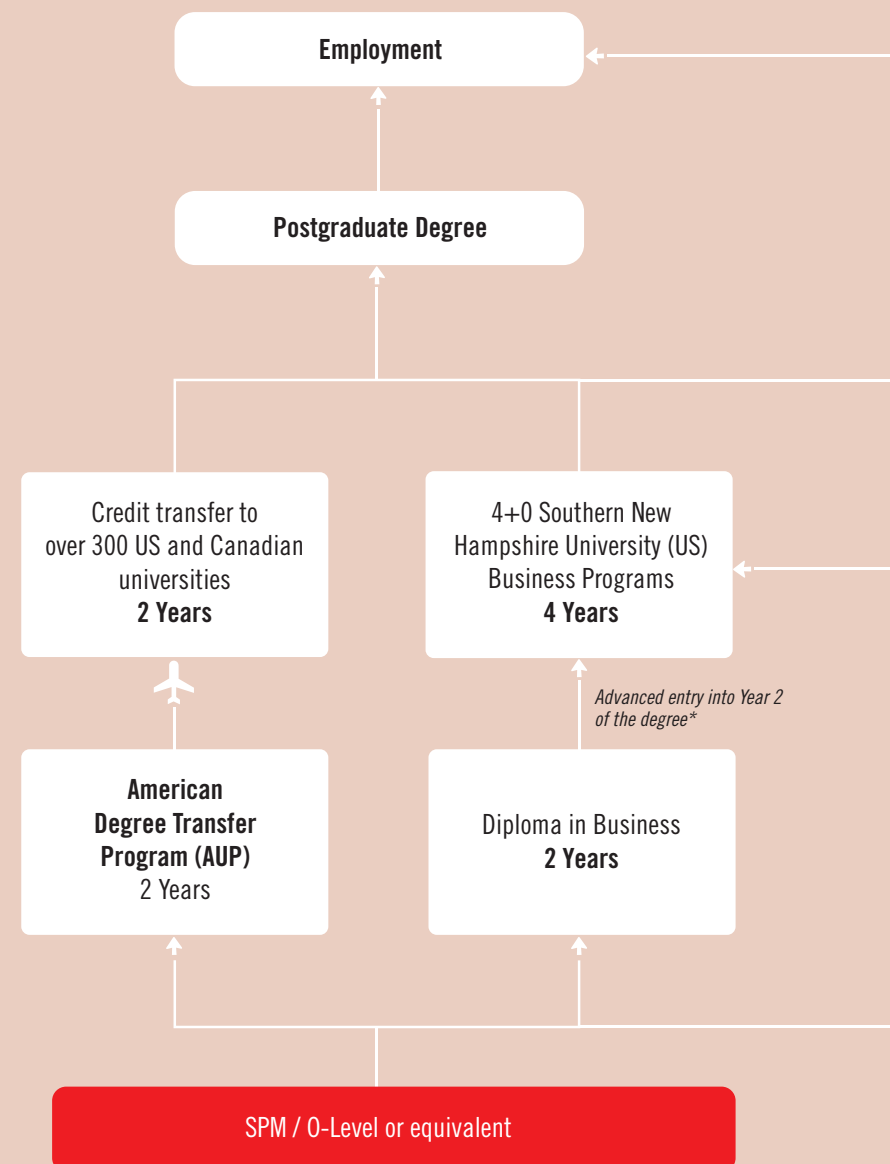 Employment
Postgraduate Degree
Credit transfer to
over 300 US and Canadian
universities
2 Years
4+0 Southern New
Hampshire University (US)
Business Programs
4 Years
Advanced entry into Year 2
of the degree*
American
Degree Transfer
Program (AUP)
2 Years
Diploma in Business
2 Years
SPM / O-Level or equivalent